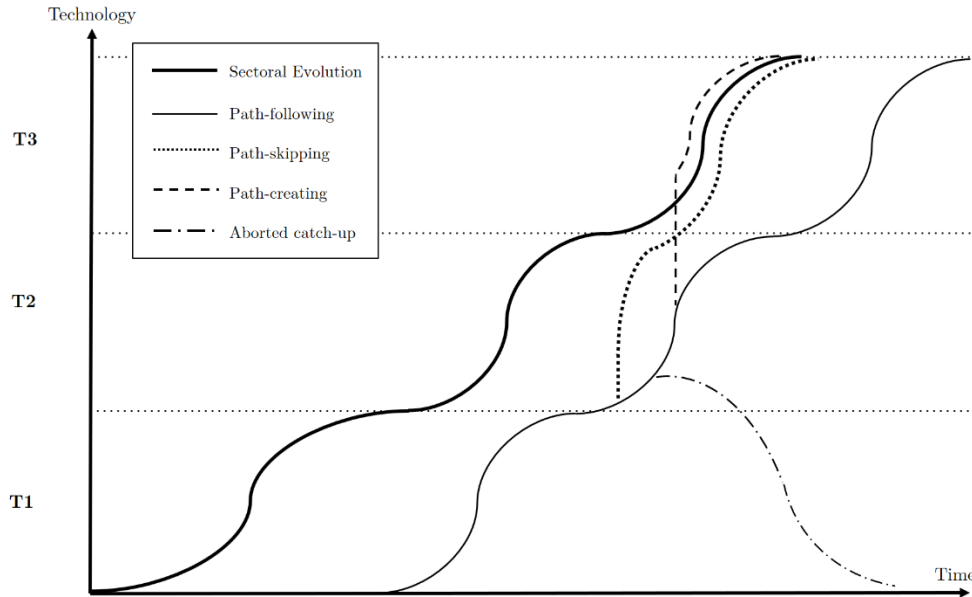 Technology
Sectoral Evolution
Path-following
T3
Path-skipping
Path-creating
Aborted catch-up
T2
T1
Time